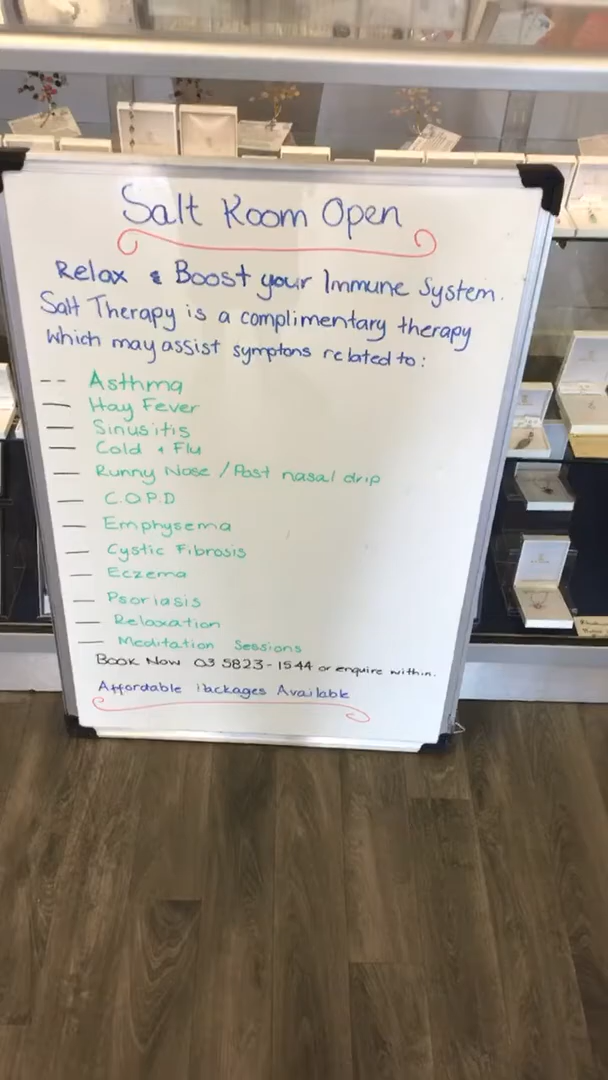 Salt Room Open
Relax & Boost your Immune System.
Salt Therapy is a complimentary therapy
which may assist symptons related to:
-- Asthma
— Hay Fever
— Sinusitis
— Cold & Flu
— Runny Nose / Post nasal drip
— C.O.P.D
— Emphysema
— Cystic Fibrosis
— Eczema
— Psoriasis
— Relaxation
— Meditation Sessions
Book Now 03 5823-1544 or enquire within.
Affordable Packages Available